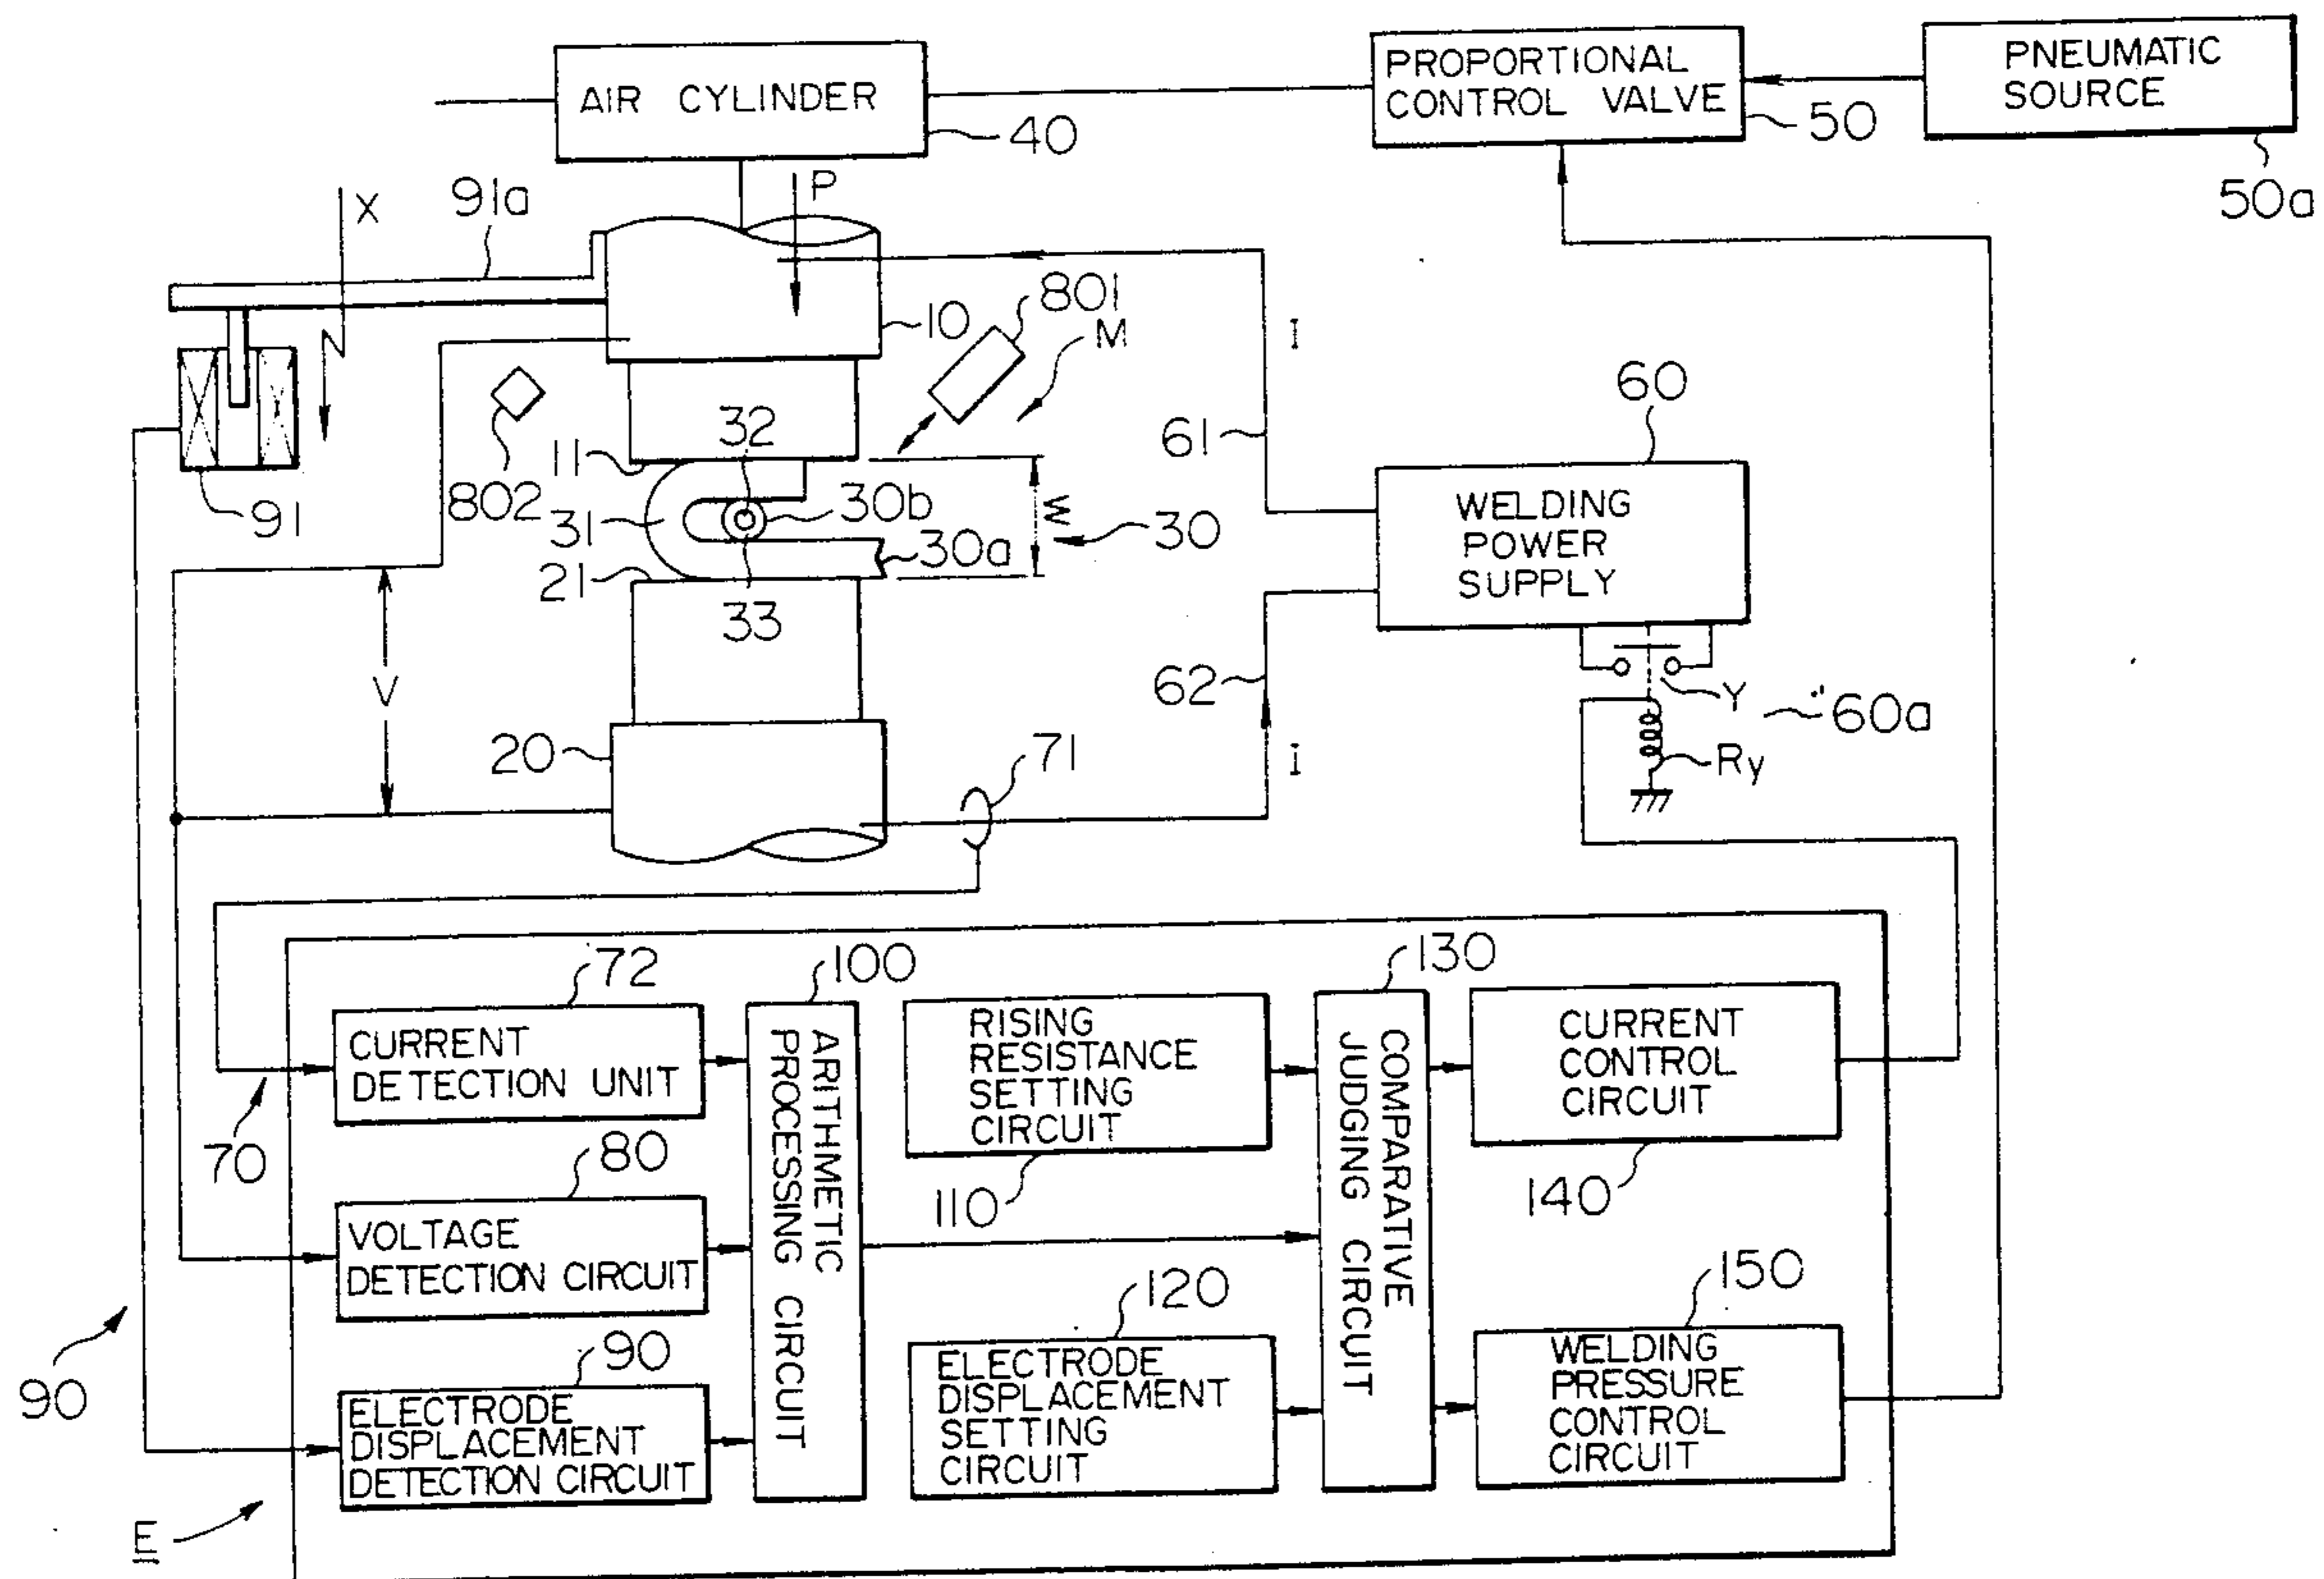 AIR CYLINDER
40
PROPORTIONAL
CONTROL VALVE
50
PNEUMATIC
SOURCE
50a
91a
X
P
10
801
M
I
91
802
11
32
31
30b
30a
W
30
21
33
61
60
WELDING
POWER
SUPPLY
62
Y
60a
Ry
V
20
71
I
72
CURRENT
DETECTION UNIT
70
80
VOLTAGE
DETECTION CIRCUIT
90
90
ELECTRODE
DISPLACEMENT
DETECTION CIRCUIT
E
100
ARITHMETIC
PROCESSING CIRCUIT
RISING
RESISTANCE
SETTING
CIRCUIT
110
120
ELECTRODE
DISPLACEMENT
SETTING
CIRCUIT
130
COMPARATIVE
JUDGING CIRCUIT
CURRENT
CONTROL
CIRCUIT
140
150
WELDING
PRESSURE
CONTROL
CIRCUIT